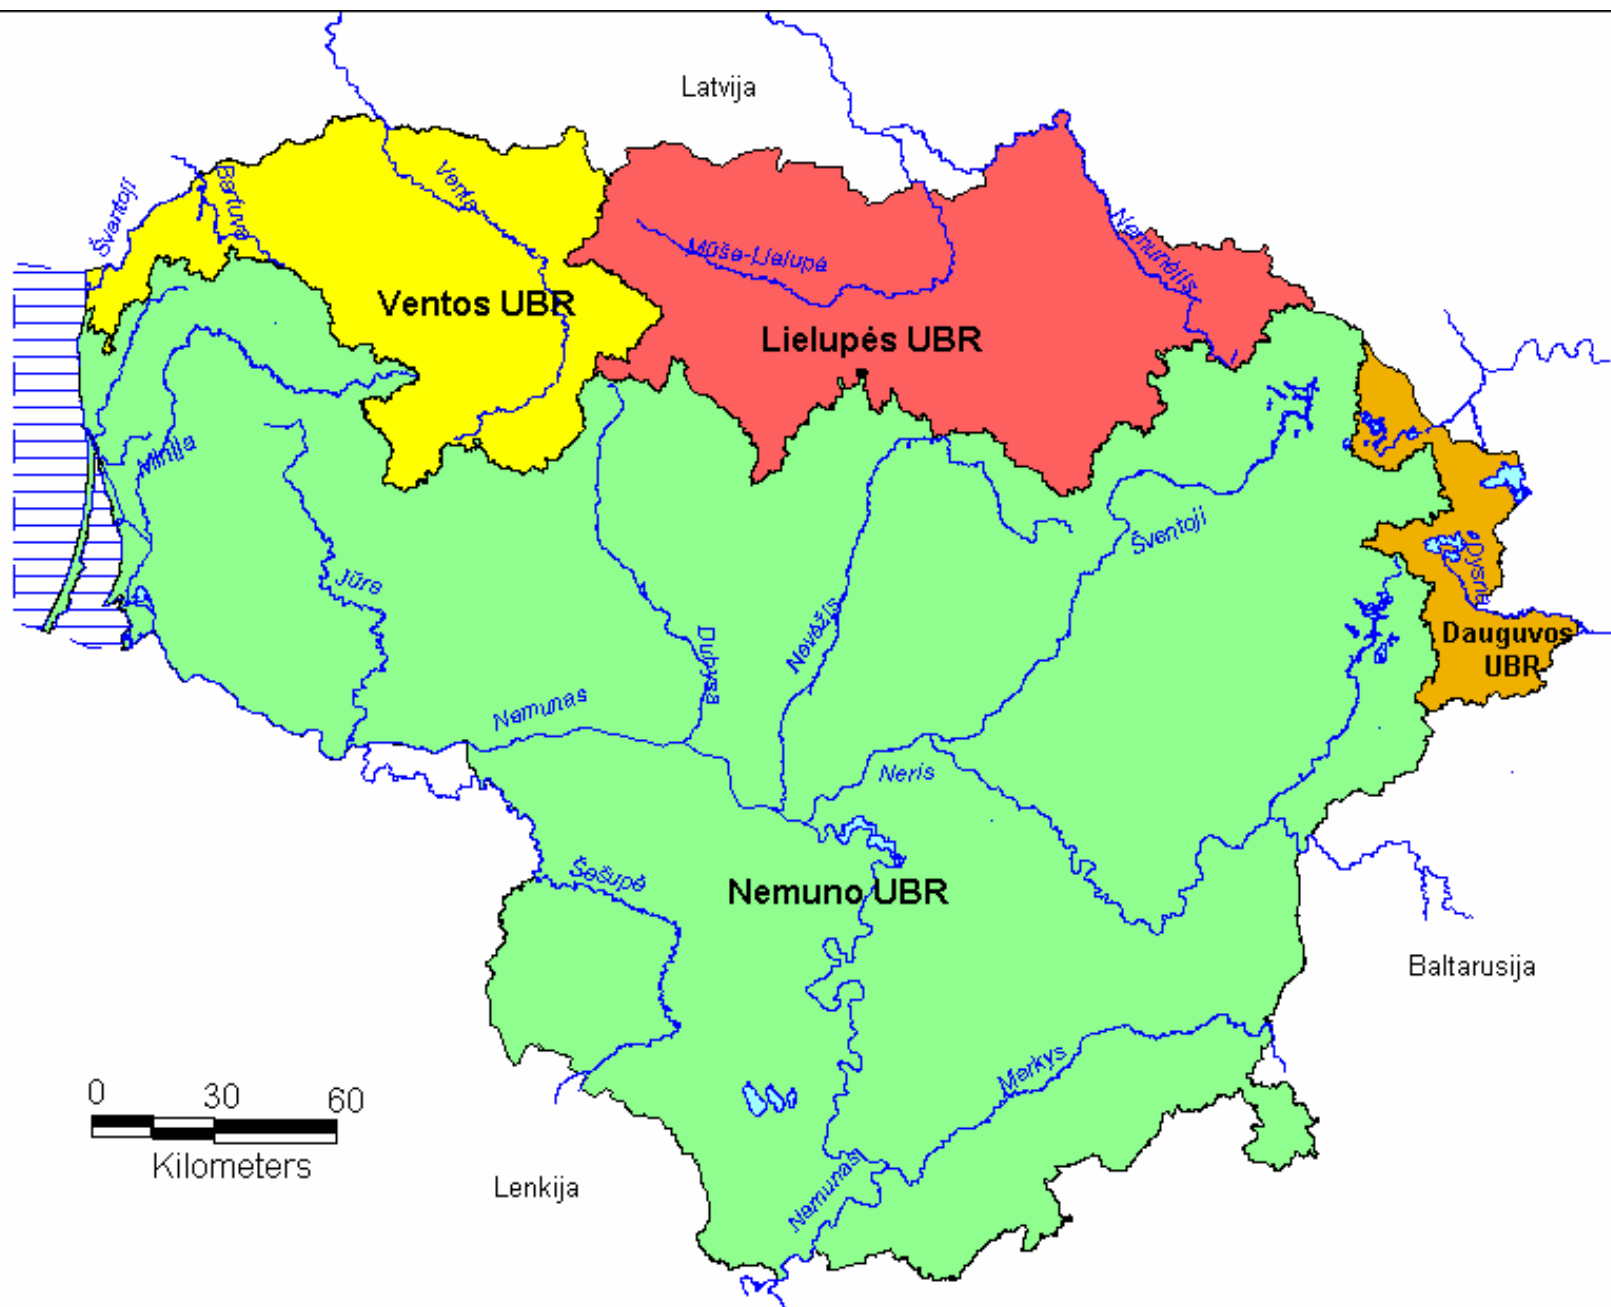 Latvija
Šventoji
Bartuva
Venta
Mūša-Lielupė
Nemunėlis
Ventos UBR
Lielupės UBR
Minija
Šventoji
Jūra
Dubysa
Nevėžis
Dysna
Dauguvos
UBR
Nemunas
Neris
Šešupė
Nemuno UBR
Baltarusija
Merkys
0 30 60
Kilometers
Lenkija
Nemunas